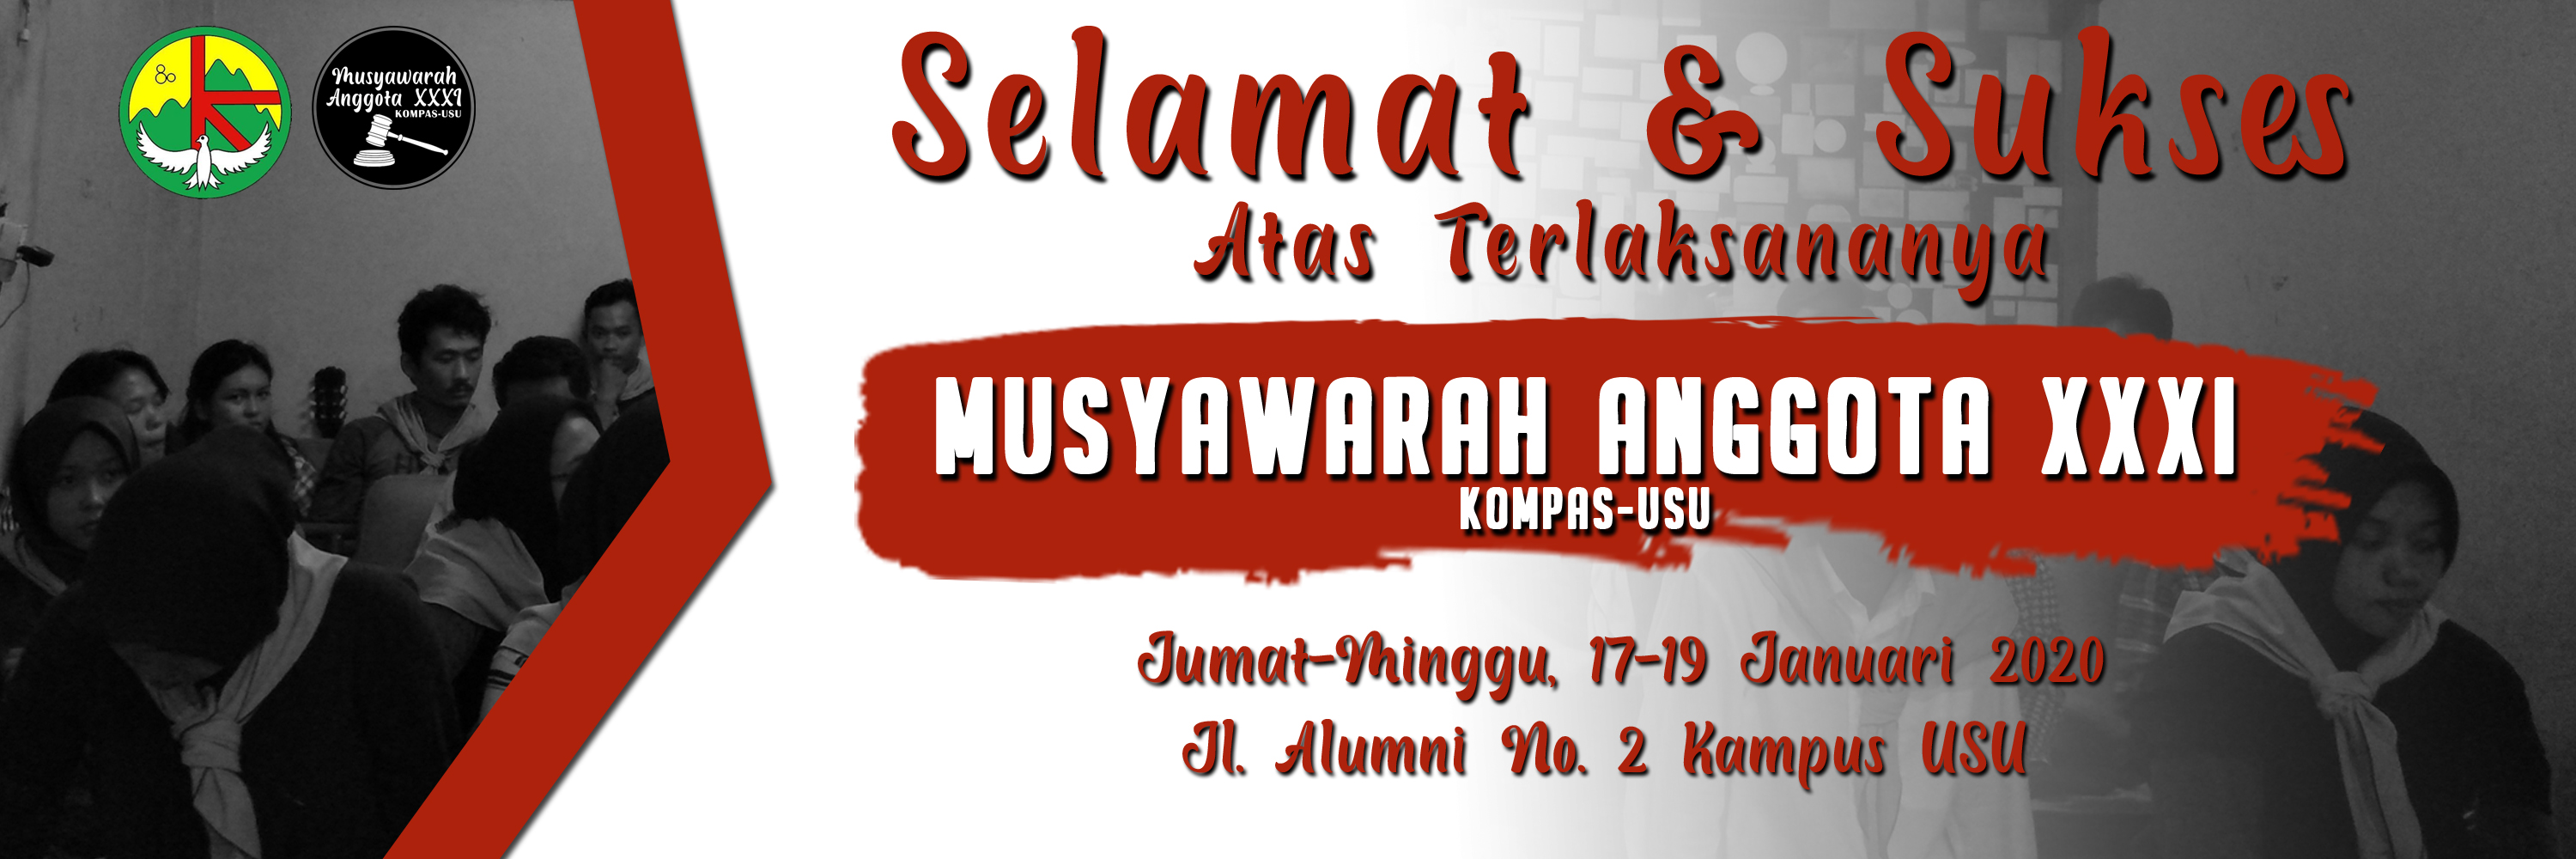 Musyawarah
Anggota XXXI
KOMPAS-USU
Selamat & Sukses
Atas Terlaksananya
MUSYAWARAH ANGGOTA XXXI
KOMPAS-USU
Jumat-Minggu, 17-19 Januari 2020
Jl. Alumni No. 2 Kampus USU